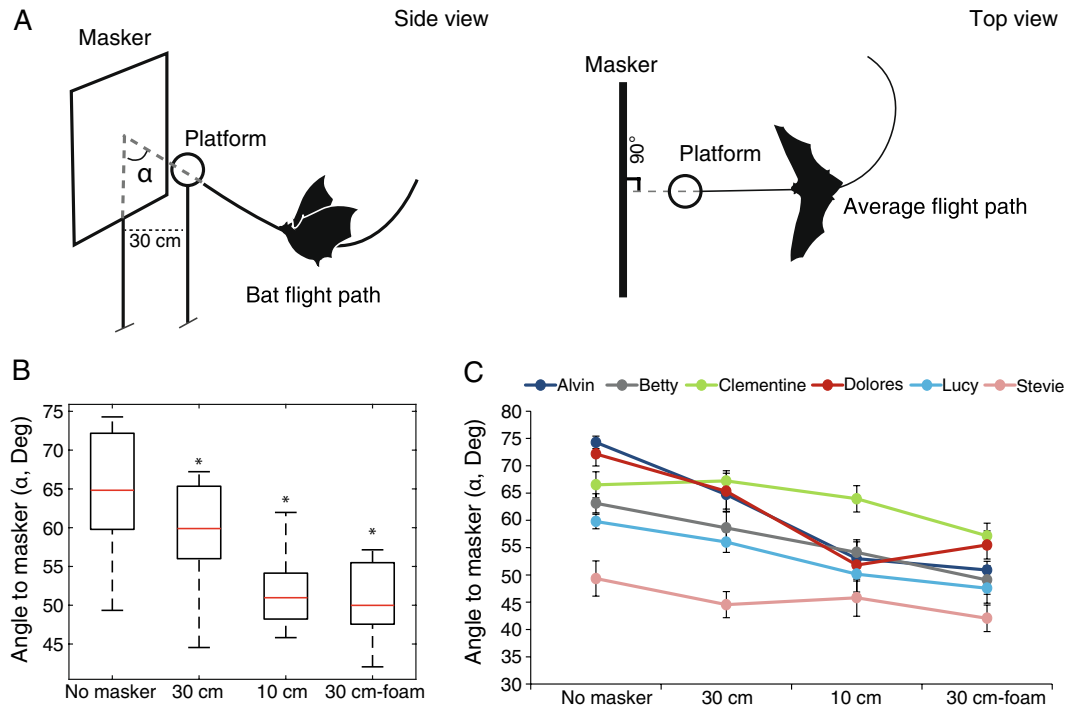 A
Side view
Top view
Masker
Masker
Platform
Platform
90°
α
30 cm
Average flight path
Bat flight path
B
C
Alvin Betty Clementine Dolores Lucy Stevie
Angle to masker (α, Deg)
75
70
65
60
55
50
45
* * *
No masker 30 cm 10 cm 30 cm-foam
Angle to masker (α, Deg)
80
75
70
65
60
55
50
45
40
35
30
No masker 30 cm 10 cm 30 cm-foam